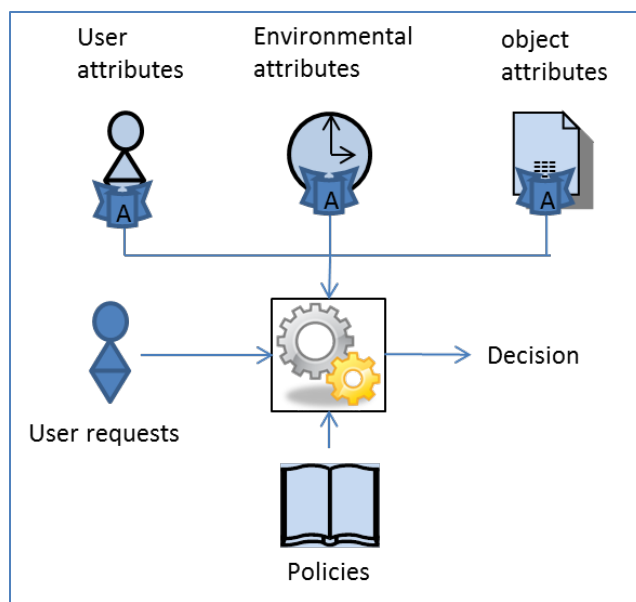 User
attributes
Environmental
attributes
object
attributes
A
A
A
Decision
User requests
Policies